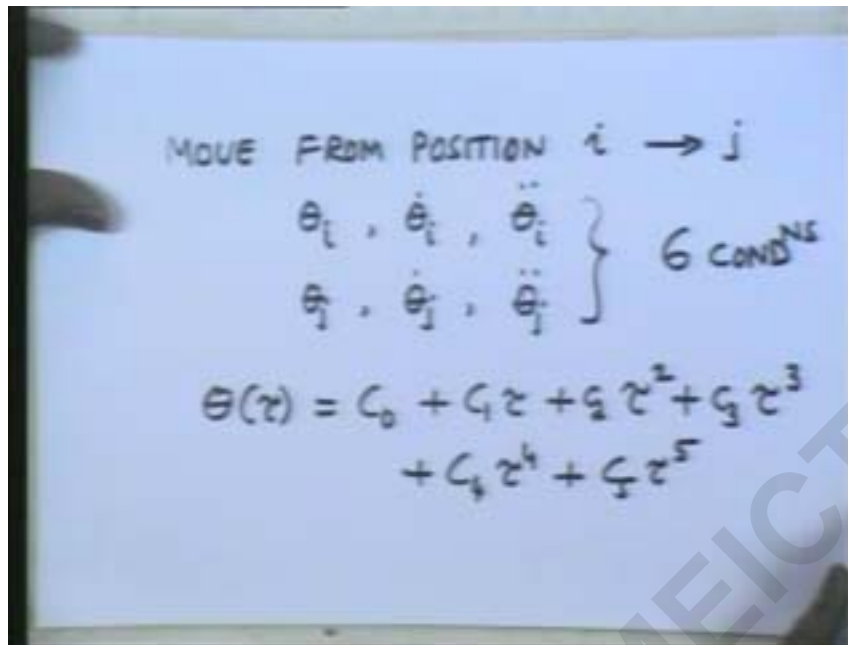 MOVE FROM POSITION i → j
θᵢ , θ̇ᵢ , θ̈ᵢ } 6 CONDᴺˢ
θⱼ , θ̇ⱼ , θ̈ⱼ
θ(τ) = C₀ + C₁τ + C₂τ² + C₃τ³
+ C₄τ⁴ + C₅τ⁵